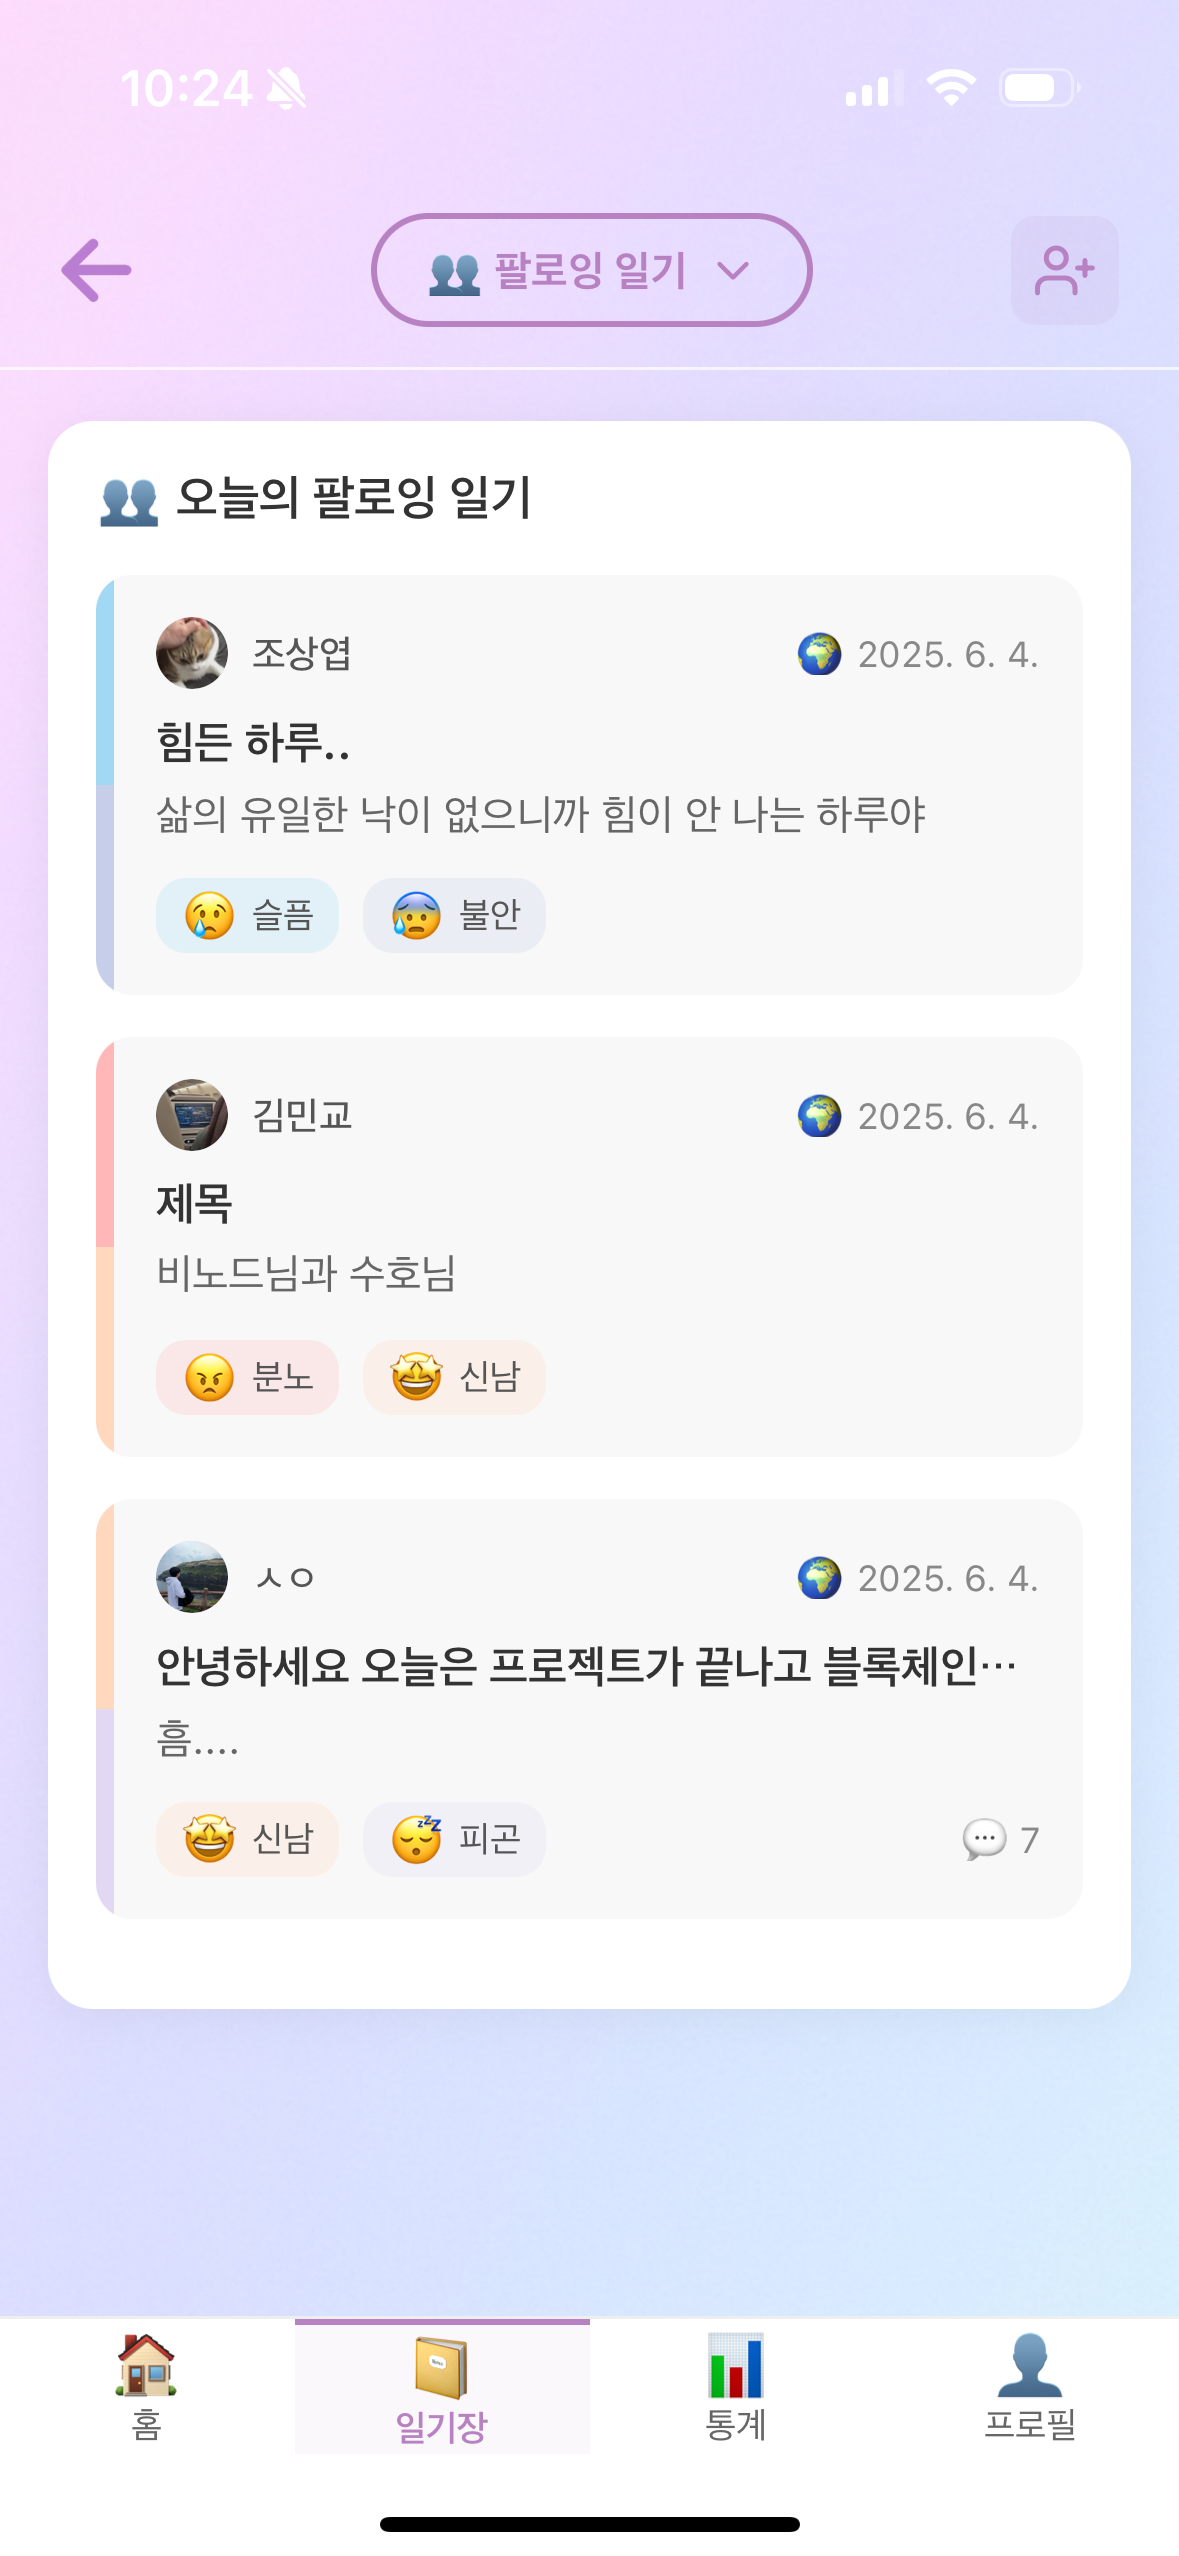 10:24
팔로잉 일기
오늘의 팔로잉 일기
조상엽
2025. 6. 4.
힘든 하루..
삶의 유일한 낙이 없으니까 힘이 안 나는 하루야
슬픔 불안
김민교
2025. 6. 4.
제목
비노드님과 수호님
분노 신남
ㅅㅇ
2025. 6. 4.
안녕하세요 오늘은 프로젝트가 끝나고 블록체인…
흠....
신남 피곤 7
홈 일기장 통계 프로필